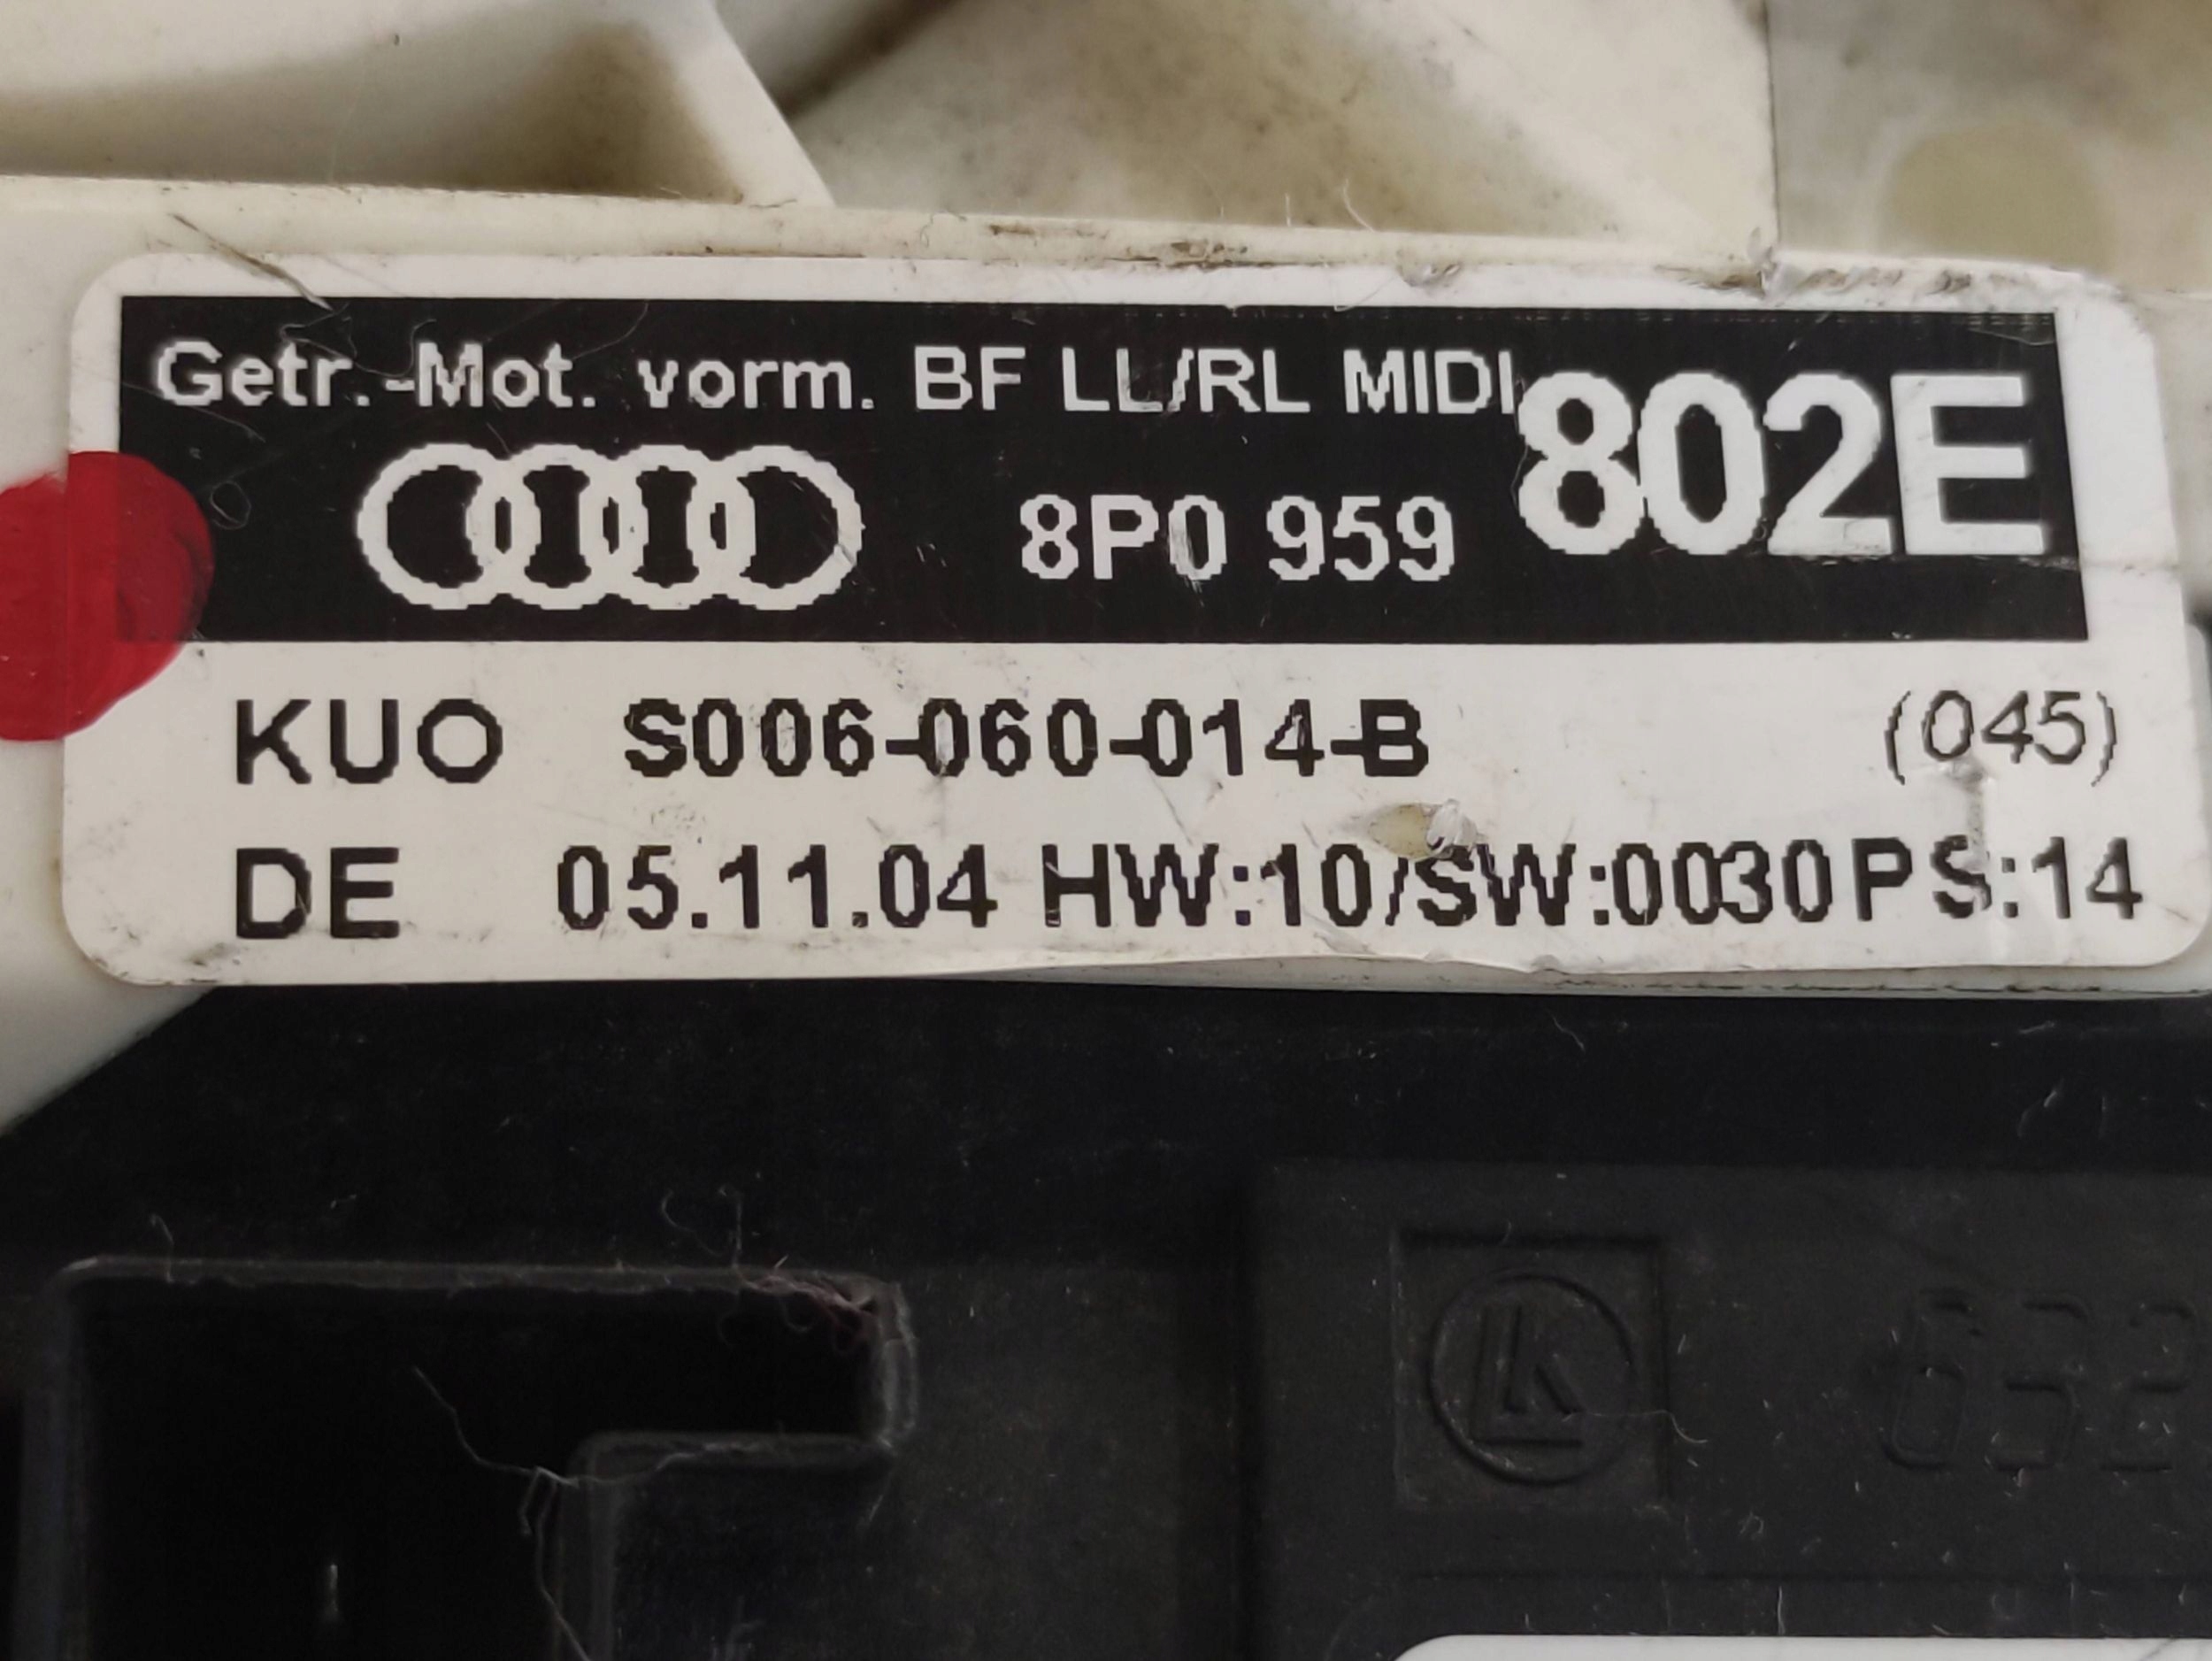 Getr.-Mot. vorm. BF LL/RL MIDI
8P0 959 802E
KUO S006-060-014-B (045)
DE 05.11.04 HW:10/SW:0030PS:14